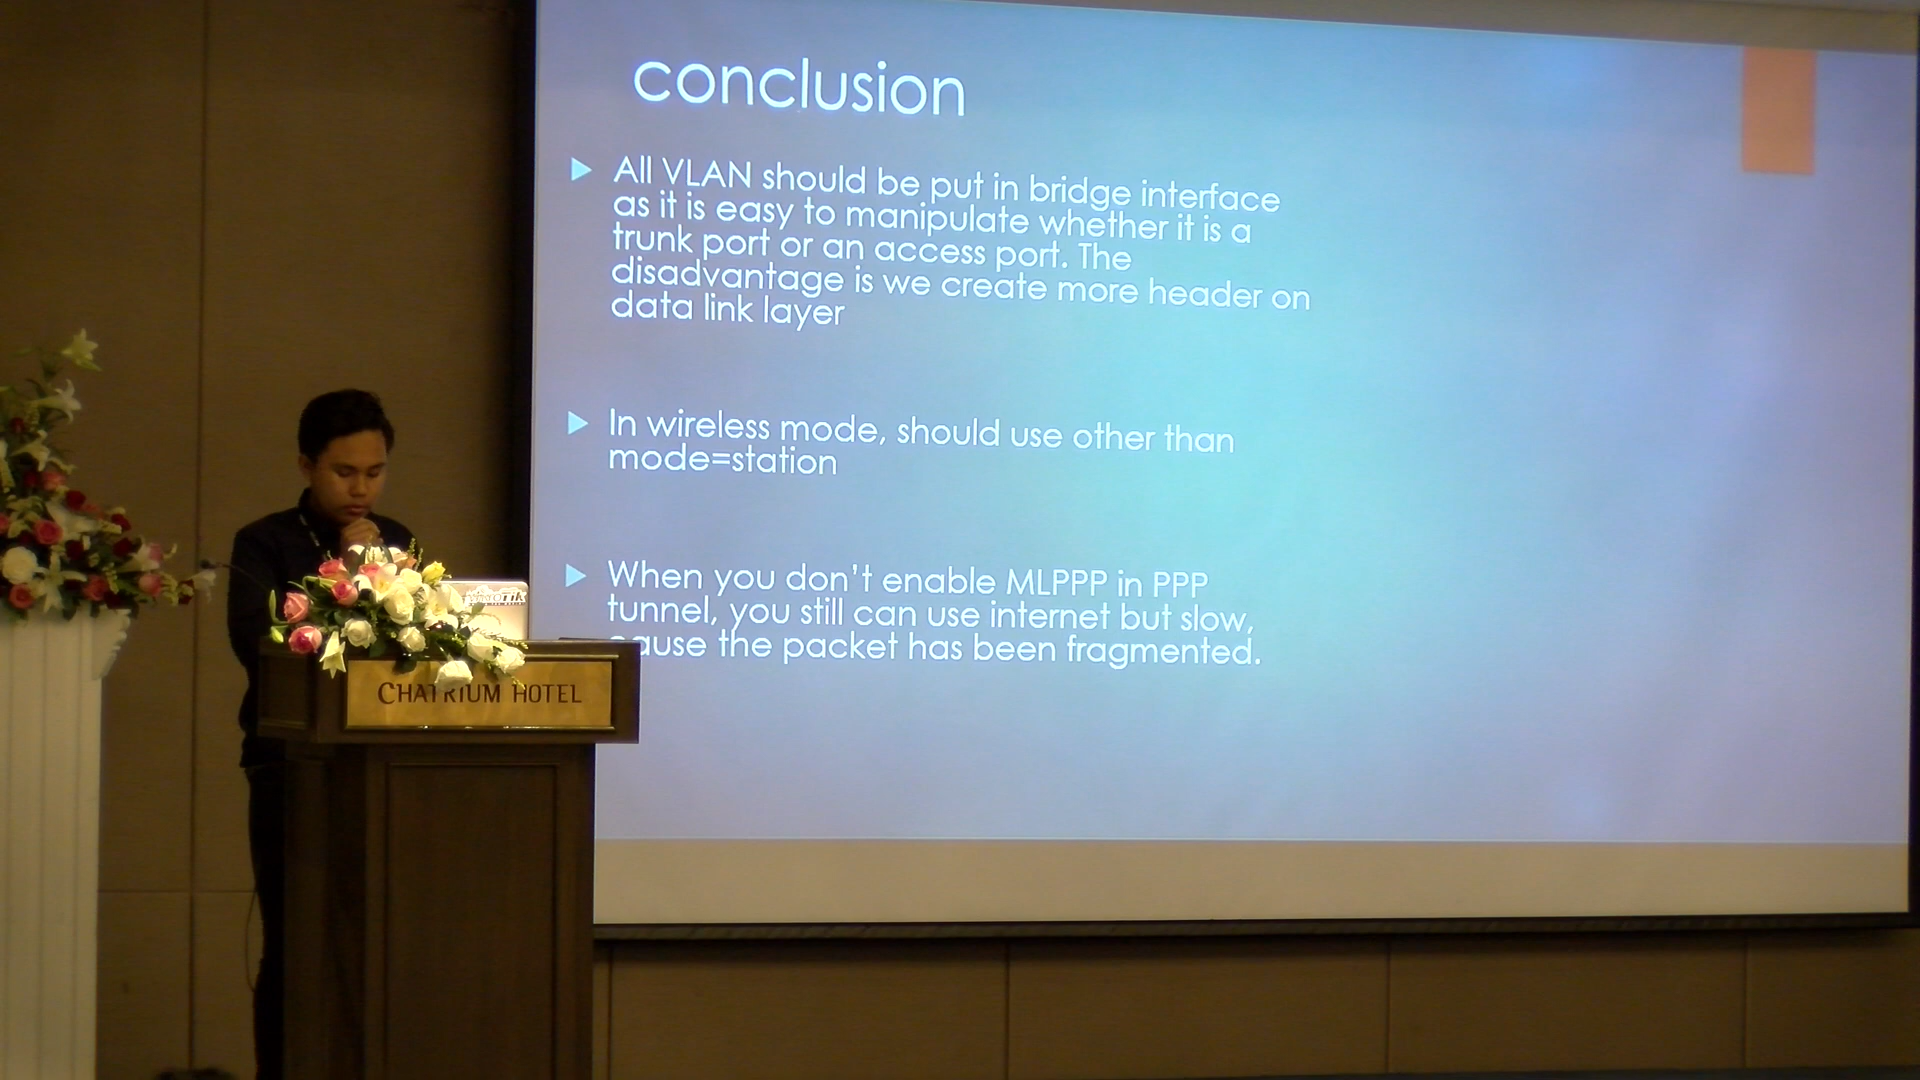 conclusion
All VLAN should be put in bridge interface
as it is easy to manipulate whether it is a
trunk port or an access port. The
disadvantage is we create more header on
data link layer
In wireless mode, should use other than
mode=station
When you don't enable MLPPP in PPP
tunnel, you still can use internet but slow,
cause the packet has been fragmented.
CHATRIUM HOTEL